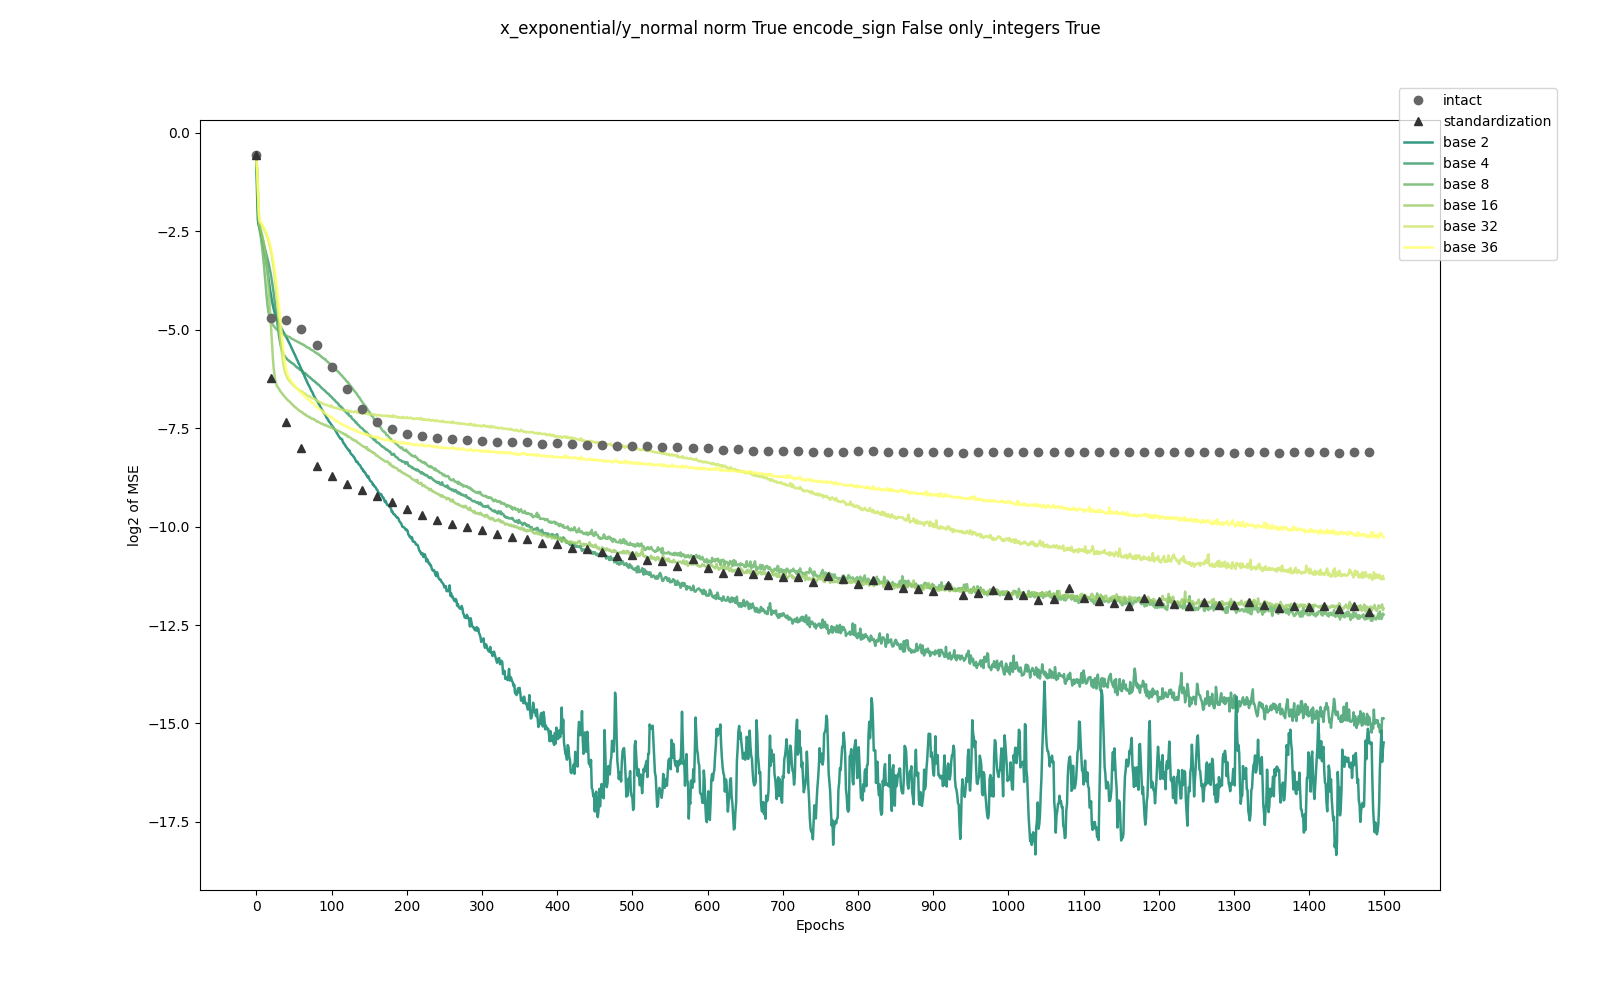 x_exponential/y_normal norm True encode_sign False only_integers True
intact
standardization
base 2
base 4
base 8
base 16
base 32
base 36
log2 of MSE
0.0
−2.5
−5.0
−7.5
−10.0
−12.5
−15.0
−17.5
0 100 200 300 400 500 600 700 800 900 1000 1100 1200 1300 1400 1500
Epochs